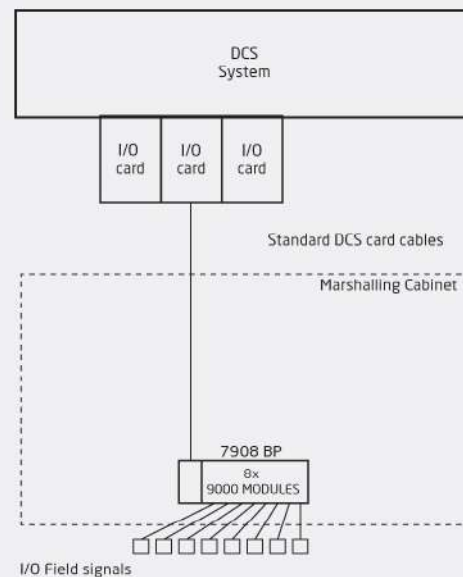 DCS
System
I/O
card
I/O
card
I/O
card
Standard DCS card cables
Marshalling Cabinet
7908 BP
8x
9000 MODULES
I/O Field signals